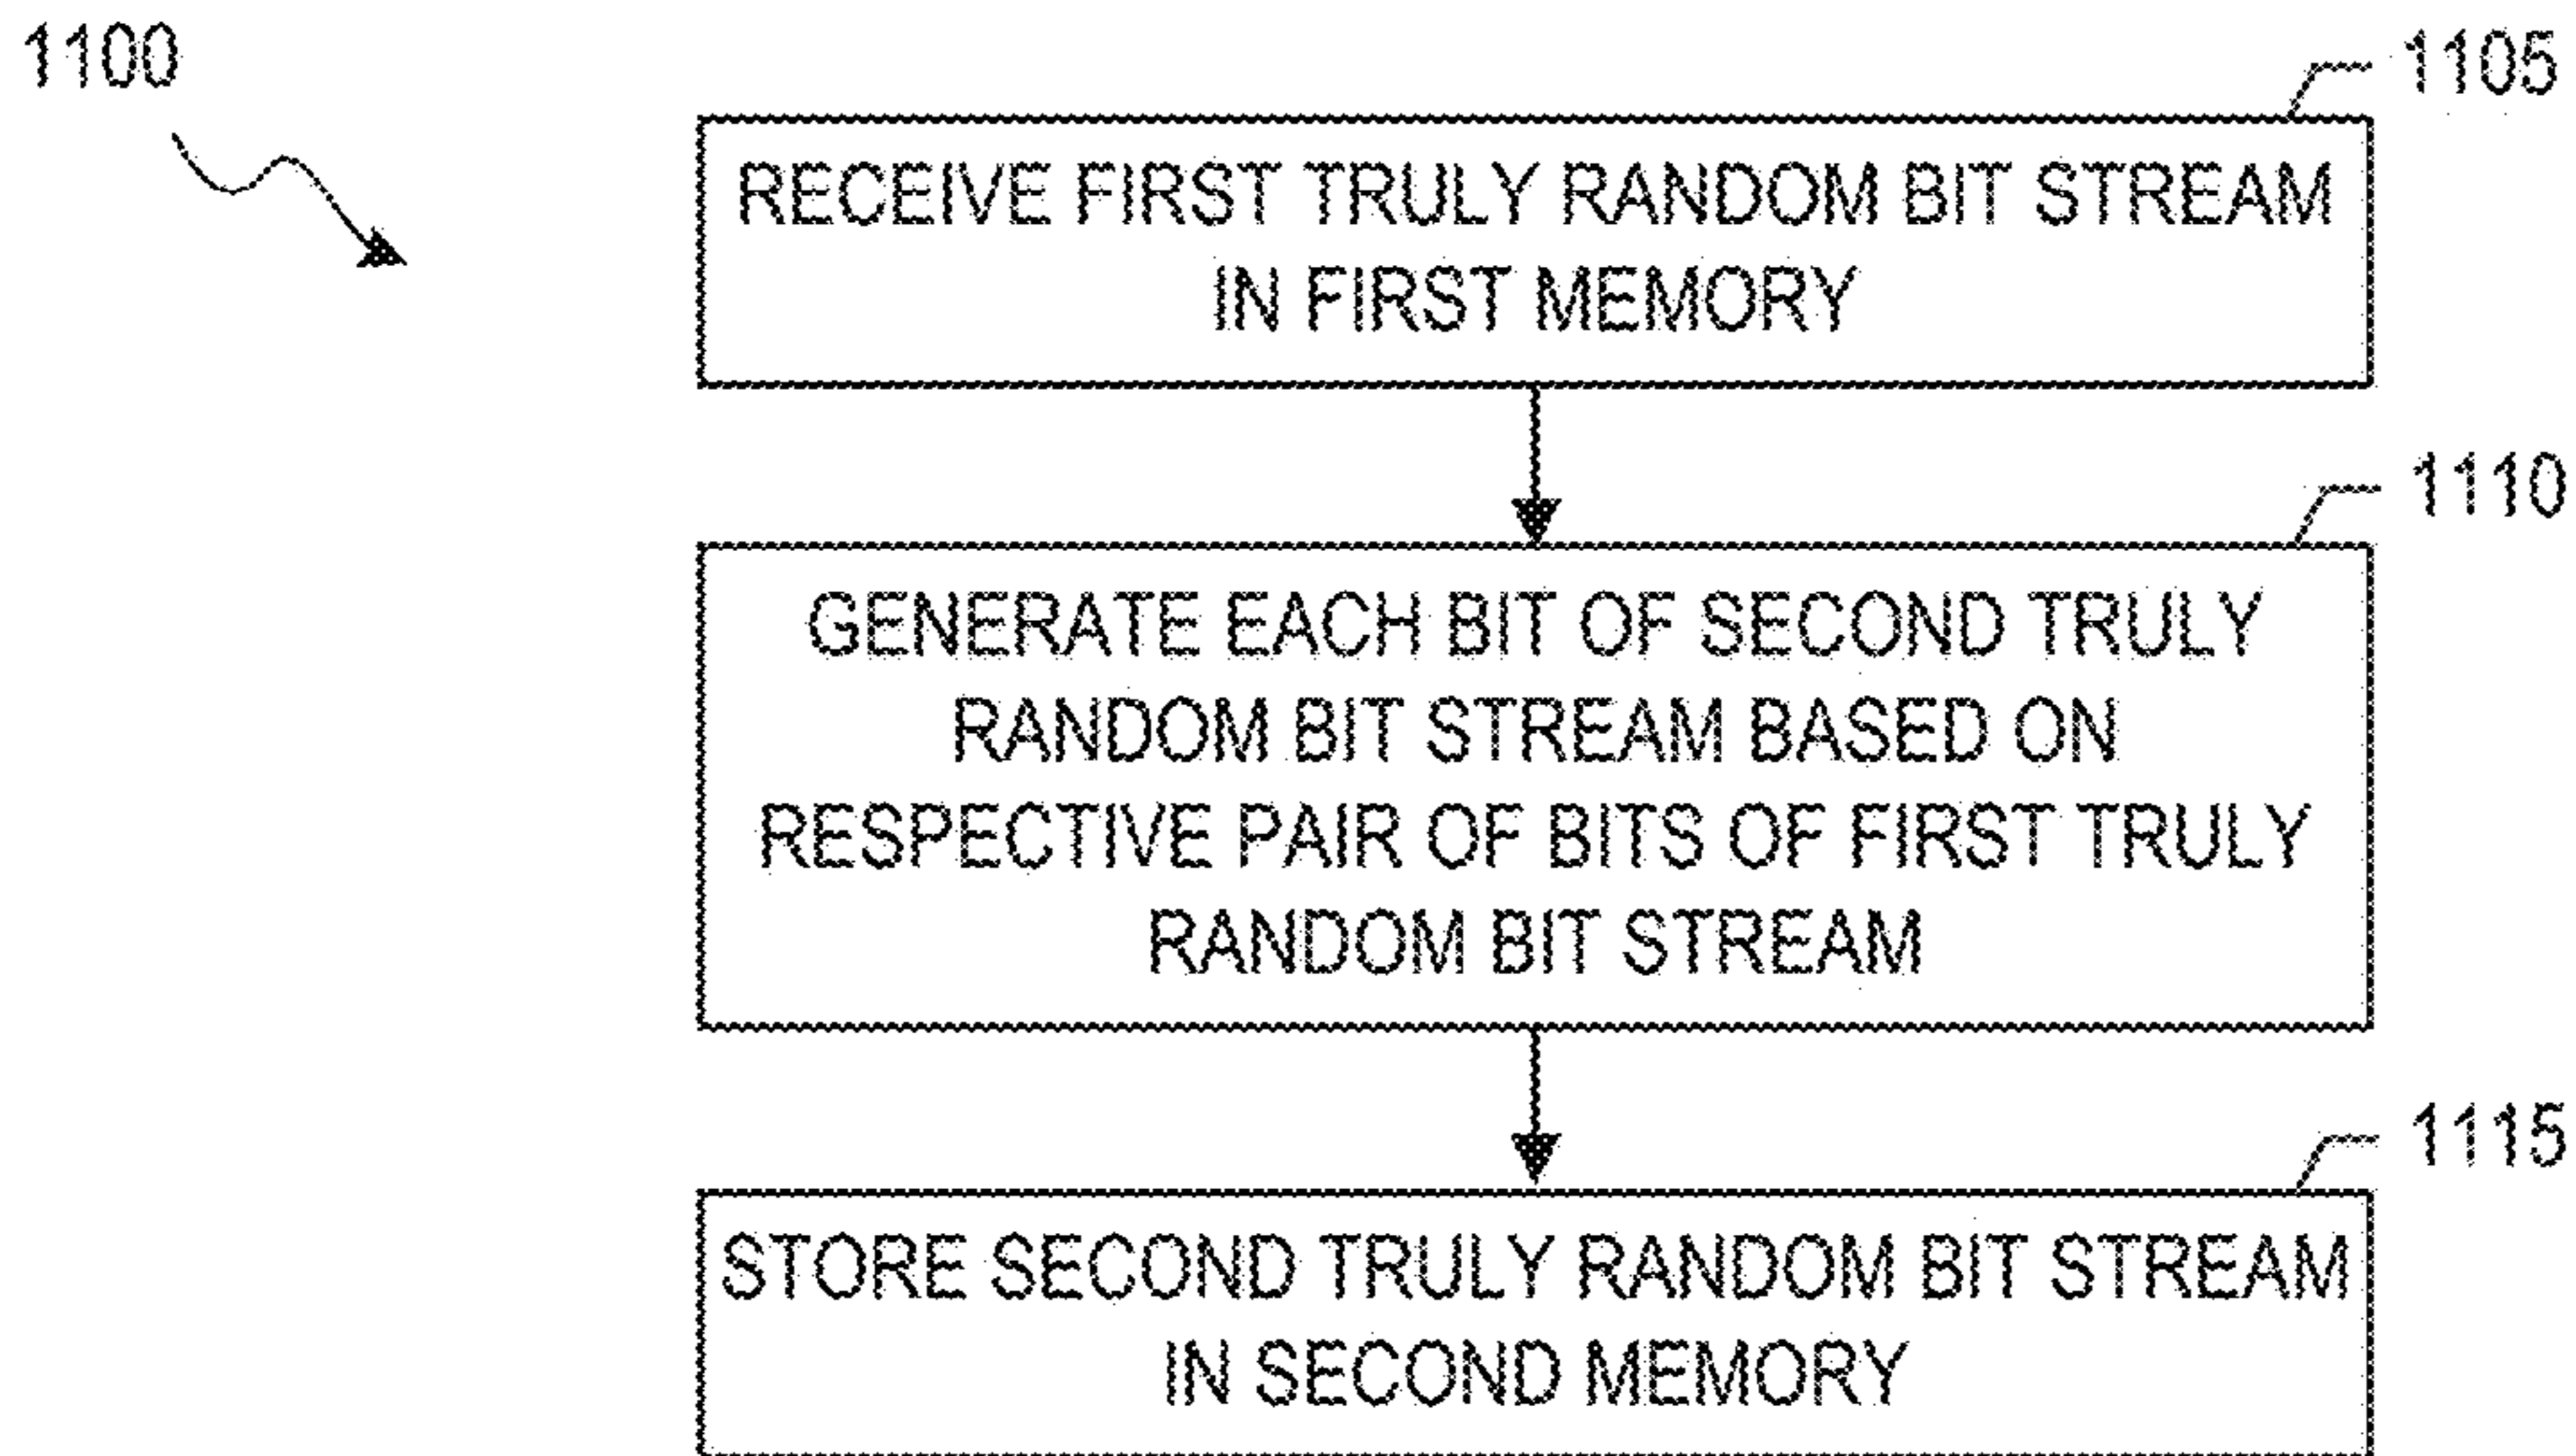 1100
1105
RECEIVE FIRST TRULY RANDOM BIT STREAM
IN FIRST MEMORY
1110
GENERATE EACH BIT OF SECOND TRULY
RANDOM BIT STREAM BASED ON
RESPECTIVE PAIR OF BITS OF FIRST TRULY
RANDOM BIT STREAM
1115
STORE SECOND TRULY RANDOM BIT STREAM
IN SECOND MEMORY